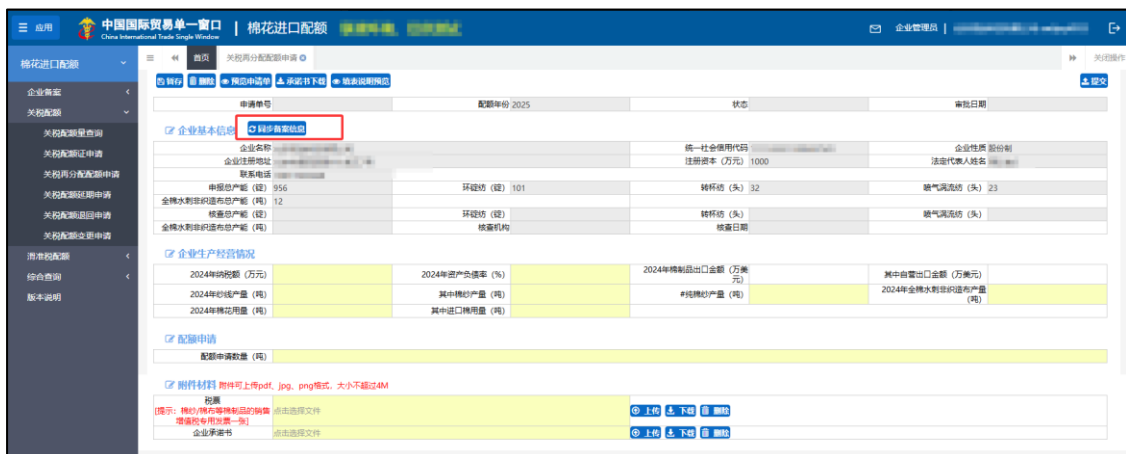 应用
中国国际贸易单一窗口 | 棉花进口配额
China International Trade Single Window
企业管理员 |
棉花进口配额
首页 关税再分配配额申请
关闭操作
企业备案
关税配额
关税配额量查询
关税配额证申请
关税再分配配额申请
关税配额延期申请
关税配额退回申请
关税配额变更申请
滑准税配额
综合查询
版本说明
暂存 删除 预览申请单 承诺书下载 填表说明预览 提交
申请单号 配额年份 2025 状态 审批日期
企业基本信息 同步备案信息
企业名称 统一社会信用代码 企业性质 股份制
企业注册地址 注册资本（万元） 1000 法定代表人姓名
联系电话
申报总产能（锭） 956 环锭纺（锭） 101 转杯纺（头） 32 喷气涡流纺（头） 23
全棉水刺非织造布总产能（吨） 12
核查总产能（锭） 环锭纺（锭） 转杯纺（头） 喷气涡流纺（头）
全棉水刺非织造布总产能（吨） 核查机构 核查日期
企业生产经营情况
2024年纳税额（万元） 2024年资产负债率（%） 2024年棉制品出口金额（万美元） 其中自营出口金额（万美元）
2024年纱线产量（吨） 其中棉纱产量（吨） #纯棉纱产量（吨） 2024年全棉水刺非织造布产量（吨）
2024年棉花用量（吨） 其中进口棉用量（吨）
配额申请
配额申请数量（吨）
附件材料 附件可上传pdf、jpg、png格式、大小不超过4M
税票
[提示：棉纱/棉布等棉制品的销售增值税专用发票一张] 点击选择文件 上传 下载 删除
企业承诺书 点击选择文件 上传 下载 删除